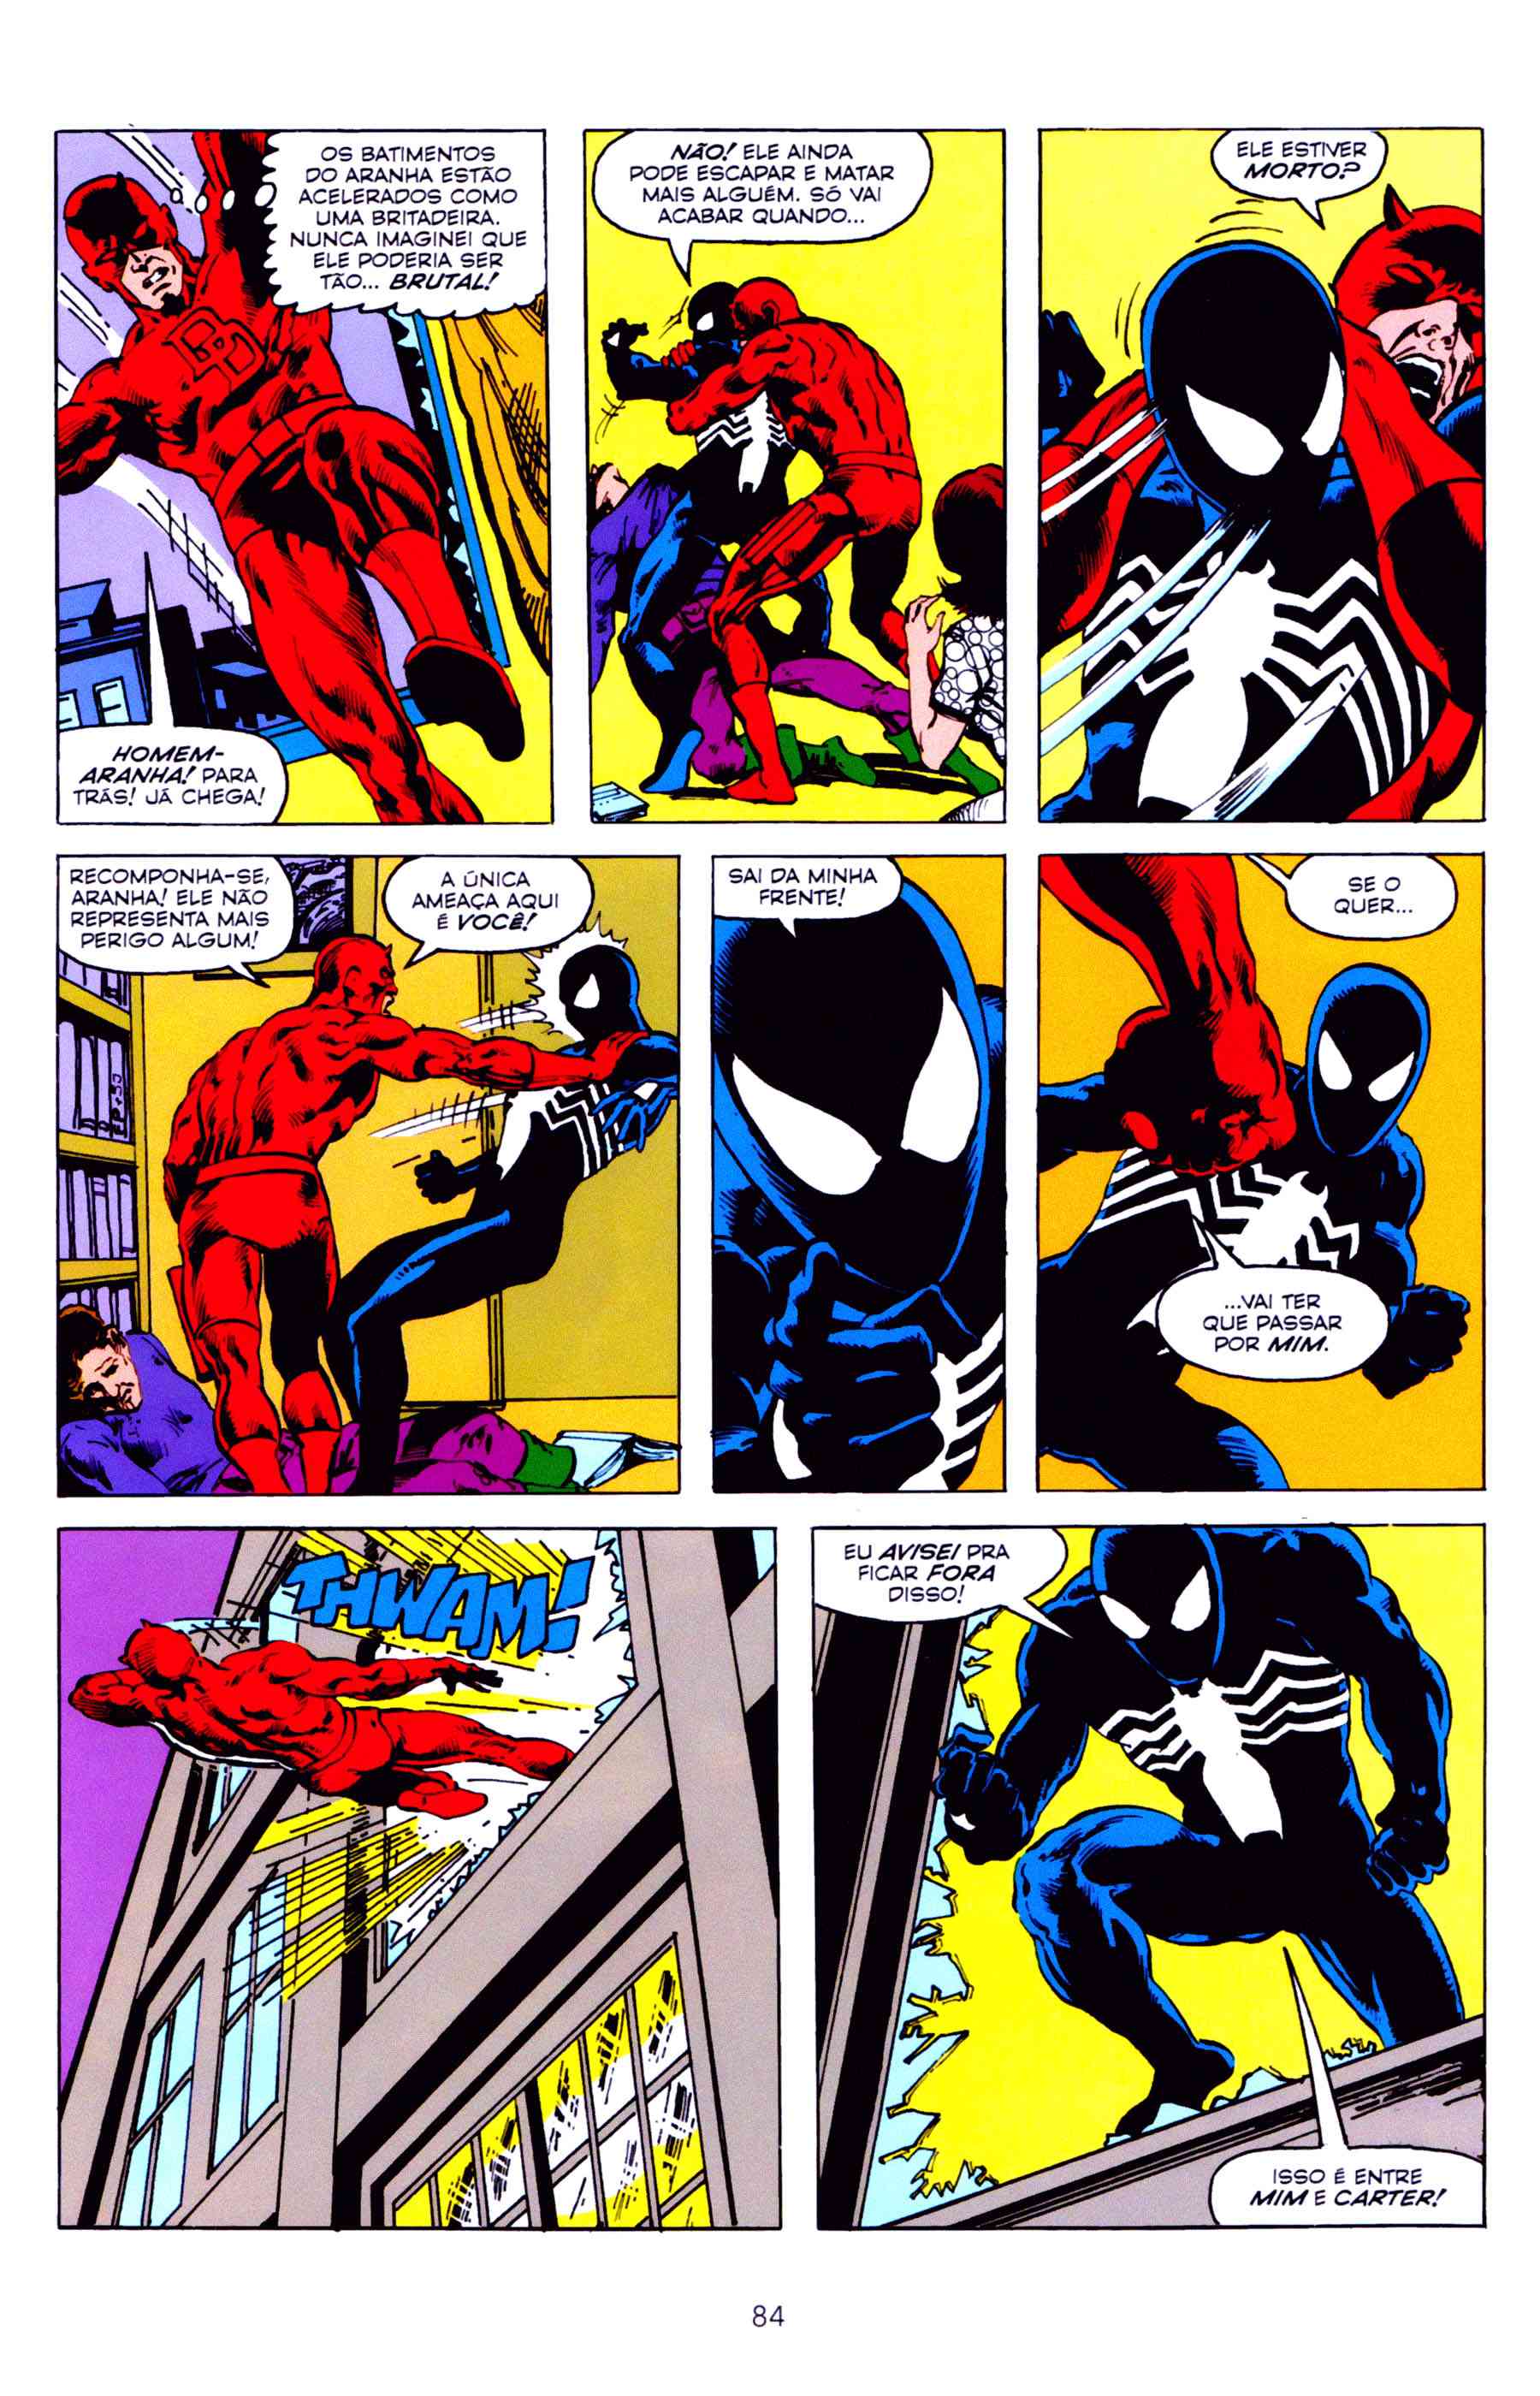 OS BATIMENTOS
DO ARANHA ESTÃO
ACELERADOS COMO
UMA BRITADEIRA.
NUNCA IMAGINEI QUE
ELE PODERIA SER
TÃO... BRUTAL!
HOMEM-
ARANHA! PARA
TRÁS! JÁ CHEGA!
NÃO! ELE AINDA
PODE ESCAPAR E MATAR
MAIS ALGUÉM. SÓ VAI
ACABAR QUANDO...
ELE ESTIVER
MORTO?
RECOMPONHA-SE,
ARANHA! ELE NÃO
REPRESENTA MAIS
PERIGO ALGUM!
A ÚNICA
AMEAÇA AQUI
É VOCÊ!
SAI DA MINHA
FRENTE!
SE O
QUER...
...VAI TER
QUE PASSAR
POR MIM.
THWAM!
EU AVISEI PRA
FICAR FORA
DISSO!
ISSO É ENTRE
MIM E CARTER!
84